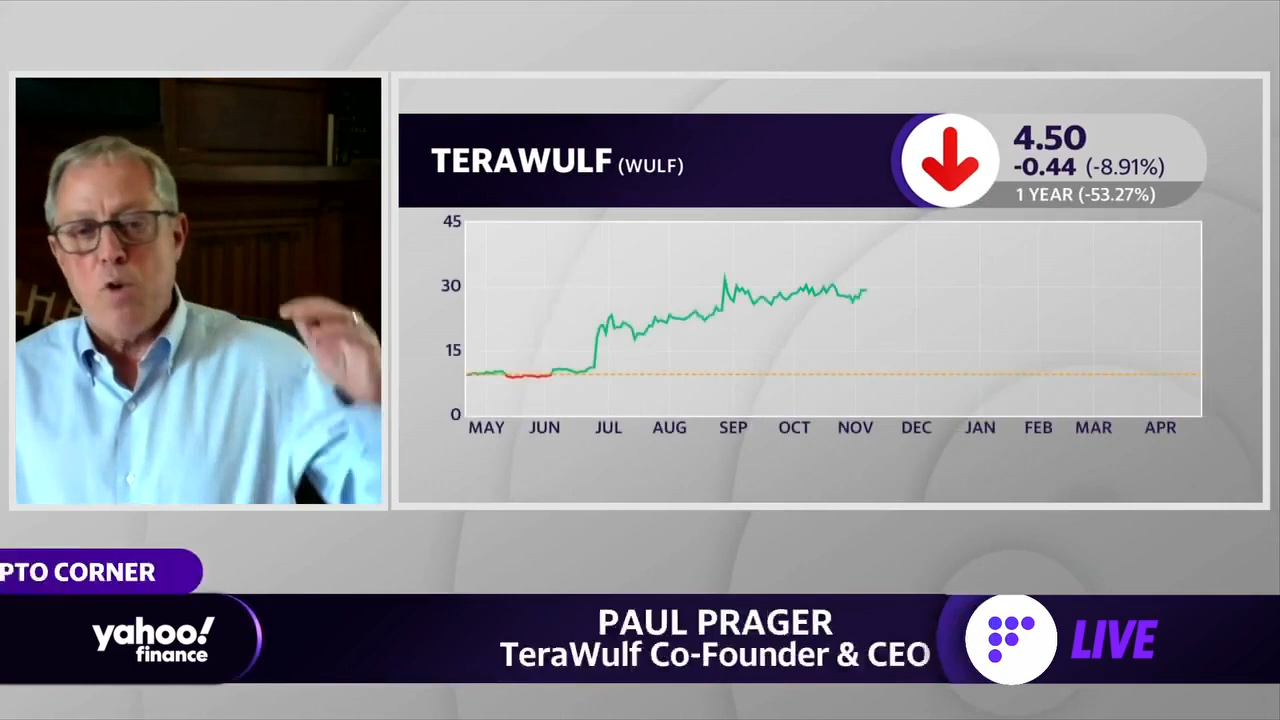 TERAWULF (WULF)
4.50
-0.44 (-8.91%)
1 YEAR (-53.27%)
45
30
15
0
MAY JUN JUL AUG SEP OCT NOV DEC JAN FEB MAR APR
PTO CORNER
yahoo!
finance
PAUL PRAGER
TeraWulf Co-Founder & CEO
LIVE